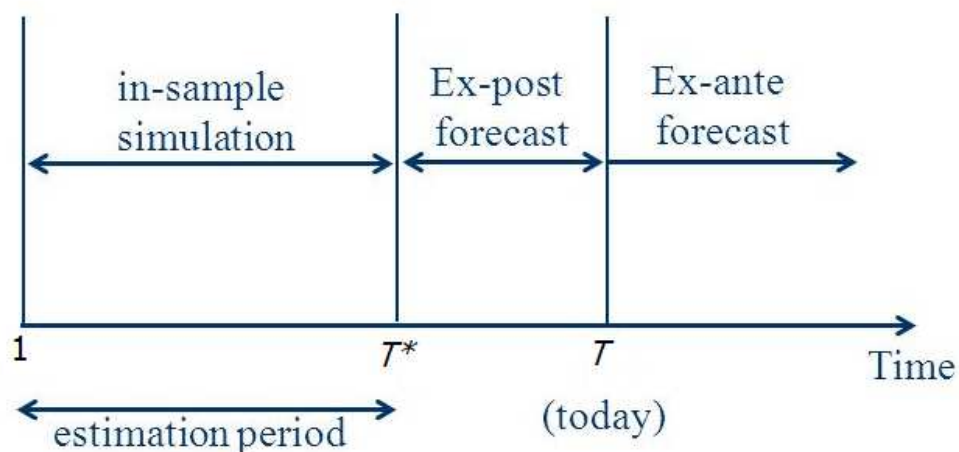 in-sample
simulation
Ex-post
forecast
Ex-ante
forecast
1
T*
T
Time
estimation period
(today)